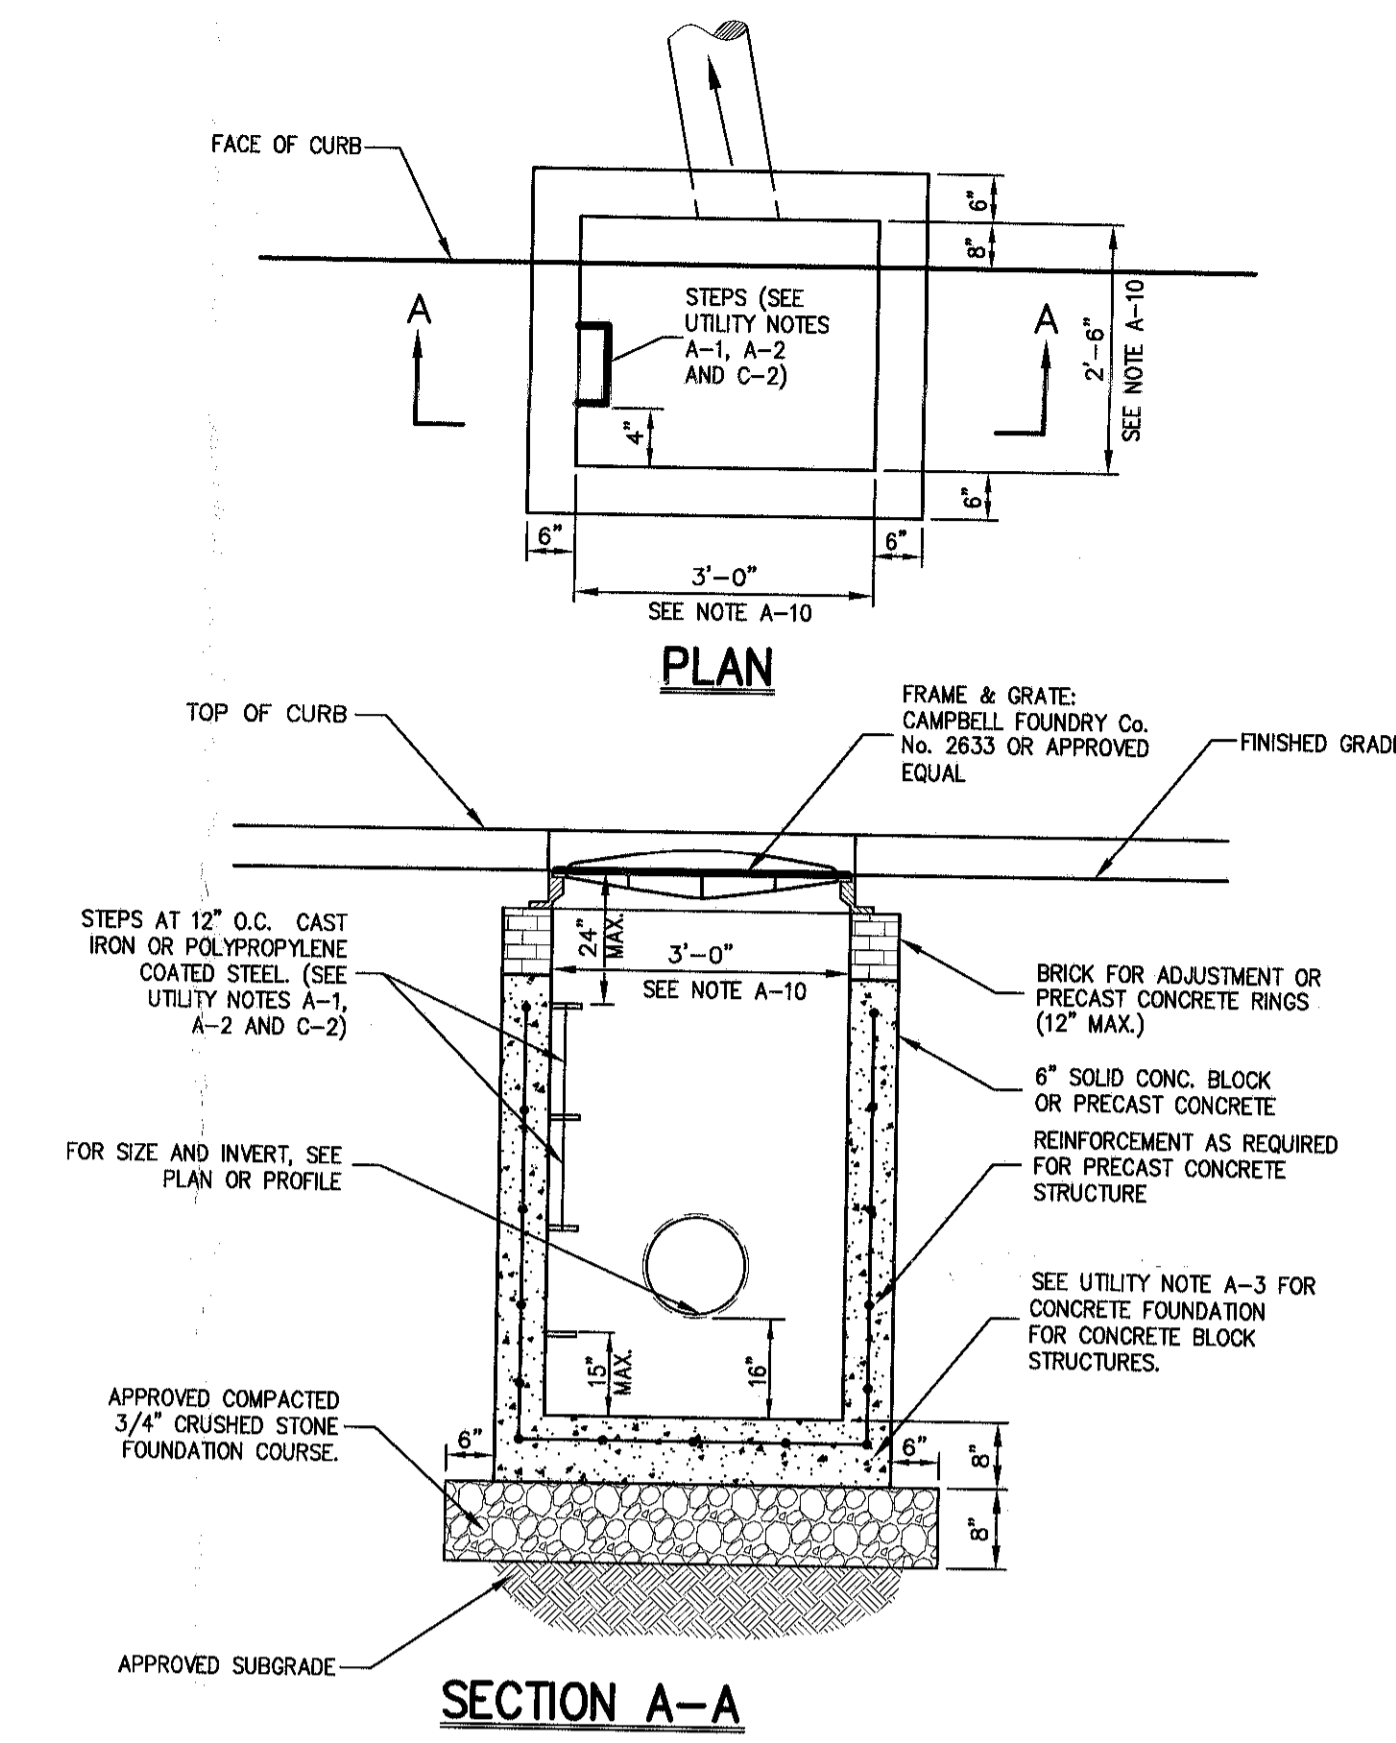 FACE OF CURB
6"
8"
STEPS (SEE
UTILITY NOTES
A-1, A-2
AND C-2)
A
A
2'-6"
SEE NOTE A-10
4"
6"
6"
6"
3'-0"
SEE NOTE A-10
PLAN
TOP OF CURB
FRAME & GRATE:
CAMPBELL FOUNDRY Co.
No. 2633 OR APPROVED
EQUAL
FINISHED GRAD
STEPS AT 12" O.C. CAST
IRON OR POLYPROPYLENE
COATED STEEL. (SEE
UTILITY NOTES A-1,
A-2 AND C-2)
24"
MAX.
3'-0"
SEE NOTE A-10
BRICK FOR ADJUSTMENT OR
PRECAST CONCRETE RINGS
(12" MAX.)
6" SOLID CONC. BLOCK
OR PRECAST CONCRETE
REINFORCEMENT AS REQUIRED
FOR PRECAST CONCRETE
STRUCTURE
FOR SIZE AND INVERT, SEE
PLAN OR PROFILE
SEE UTILITY NOTE A-3 FOR
CONCRETE FOUNDATION
FOR CONCRETE BLOCK
STRUCTURES.
15"
MAX.
16"
APPROVED COMPACTED
3/4" CRUSHED STONE
FOUNDATION COURSE.
6"
6"
8"
8"
APPROVED SUBGRADE
SECTION A-A